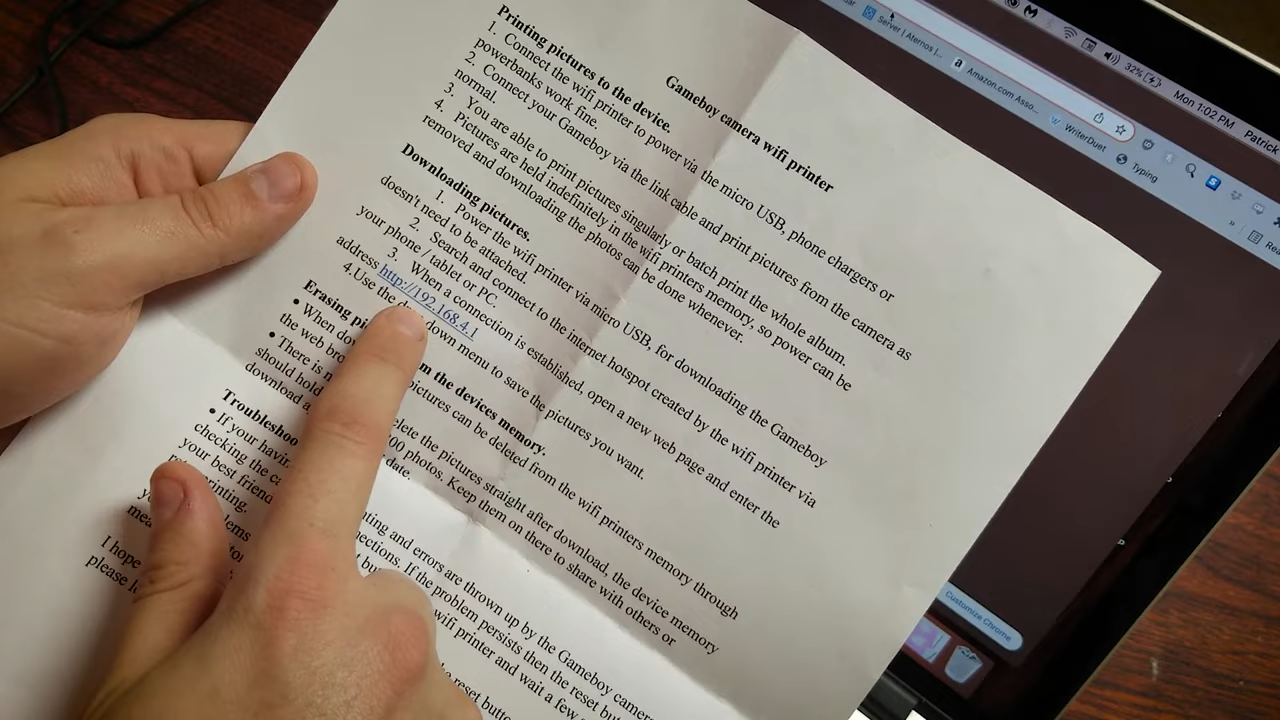 Gameboy camera wifi printer
Printing pictures to the device.
1. Connect the wifi printer to power via the micro USB, phone chargers or
powerbanks work fine.
2. Connect your Gameboy via the link cable and print pictures from the camera as
normal.
3. You are able to print pictures singularly or batch print the whole album.
4. Pictures are held indefinitely in the wifi printers memory, so power can be
removed and downloading the photos can be done whenever.
Downloading pictures.
1. Power the wifi printer via micro USB, for downloading the Gameboy
doesn't need to be attached.
2. Search and connect to the internet hotspot created by the wifi printer via
your phone / tablet or PC.
3. When a connection is established, open a new web page and enter the
address http://192.168.4.1
4.Use the down menu to save the pictures you want.
Erasing the devices memory.
• When pictures can be deleted from the wifi printers memory through
the web
• There is the pictures straight after download, the device memory
should hold photos. Keep them on there to share with others or
download date.
• If your and errors are thrown up by the Gameboy
checking the If the problem persists then the reset
your best wifi printer and wait a few
printing.
reset
I hope
please
Server | Aternos |...
Amazon.com Asso...
WriterDuet
Typing
32%
Mon 1:02 PM
Patrick
Customize Chrome